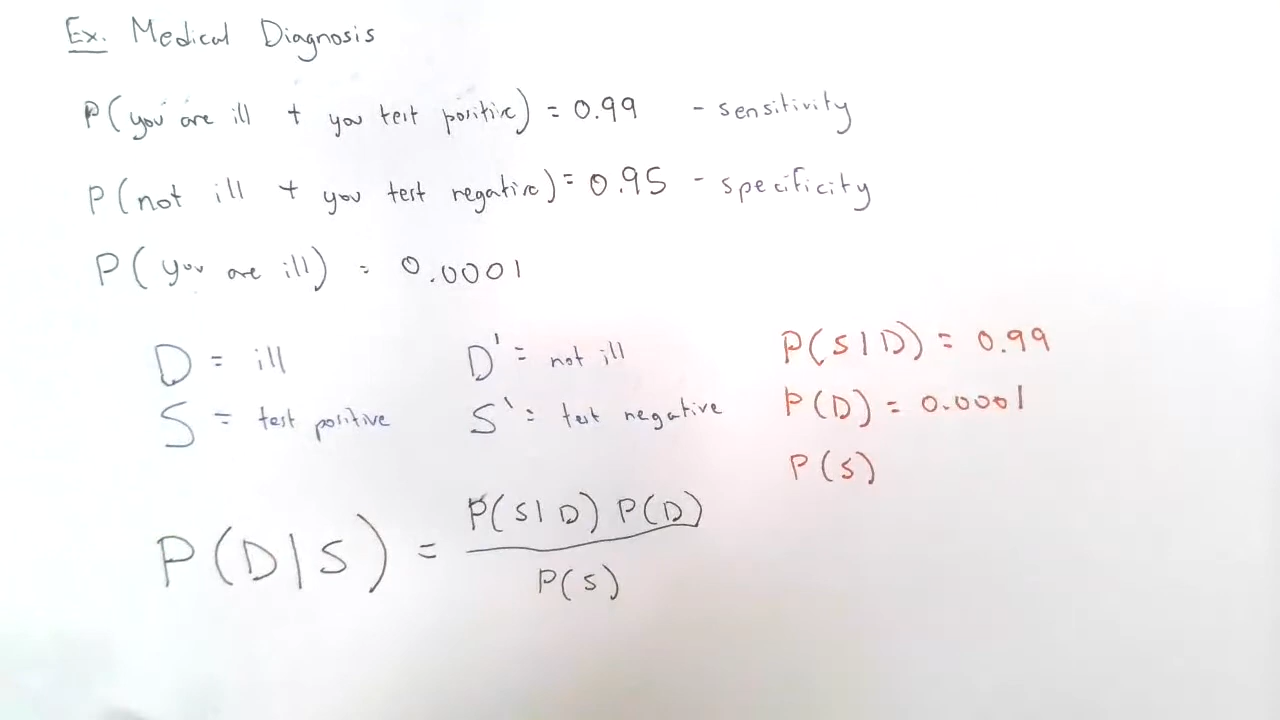 Ex. Medical Diagnosis
P(you are ill + you test positive) = 0.99 - sensitivity
P(not ill + you test negative) = 0.95 - specificity
P(you are ill) = 0.0001
D = ill D' = not ill P(S|D) = 0.99
S = test positive S' = test negative P(D) = 0.0001
P(S)
P(D|S) = P(S|D) P(D)
P(S)